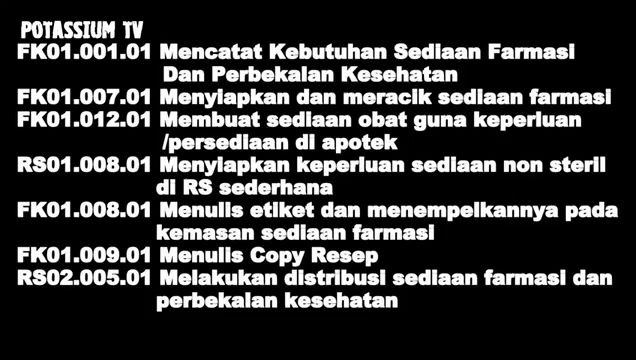 POTASSIUM TV
FK01.001.01 Mencatat Kebutuhan Sediaan Farmasi
Dan Perbekalan Kesehatan
FK01.007.01 Menyiapkan dan meracik sediaan farmasi
FK01.012.01 Membuat sediaan obat guna keperluan
/persediaan di apotek
RS01.008.01 Menyiapkan keperluan sediaan non steril
di RS sederhana
FK01.008.01 Menulis etiket dan menempelkannya pada
kemasan sediaan farmasi
FK01.009.01 Menulis Copy Resep
RS02.005.01 Melakukan distribusi sediaan farmasi dan
perbekalan kesehatan